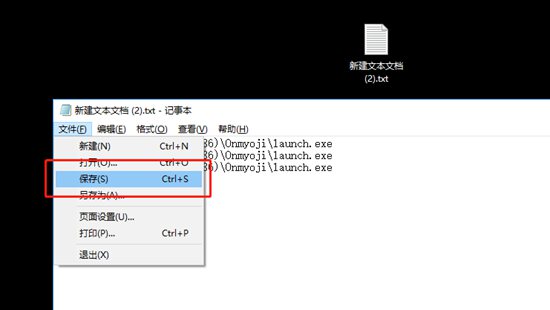 新建文本文档
(2).txt
新建文本文档 (2).txt - 记事本
文件(F) 编辑(E) 格式(O) 查看(V) 帮助(H)
新建(N) Ctrl+N
打开(O)... Ctrl+O
保存(S) Ctrl+S
另存为(A)...
页面设置(U)...
打印(P)... Ctrl+P
退出(X)
86)\Onmyoji\launch.exe
86)\Onmyoji\launch.exe
86)\Onmyoji\launch.exe